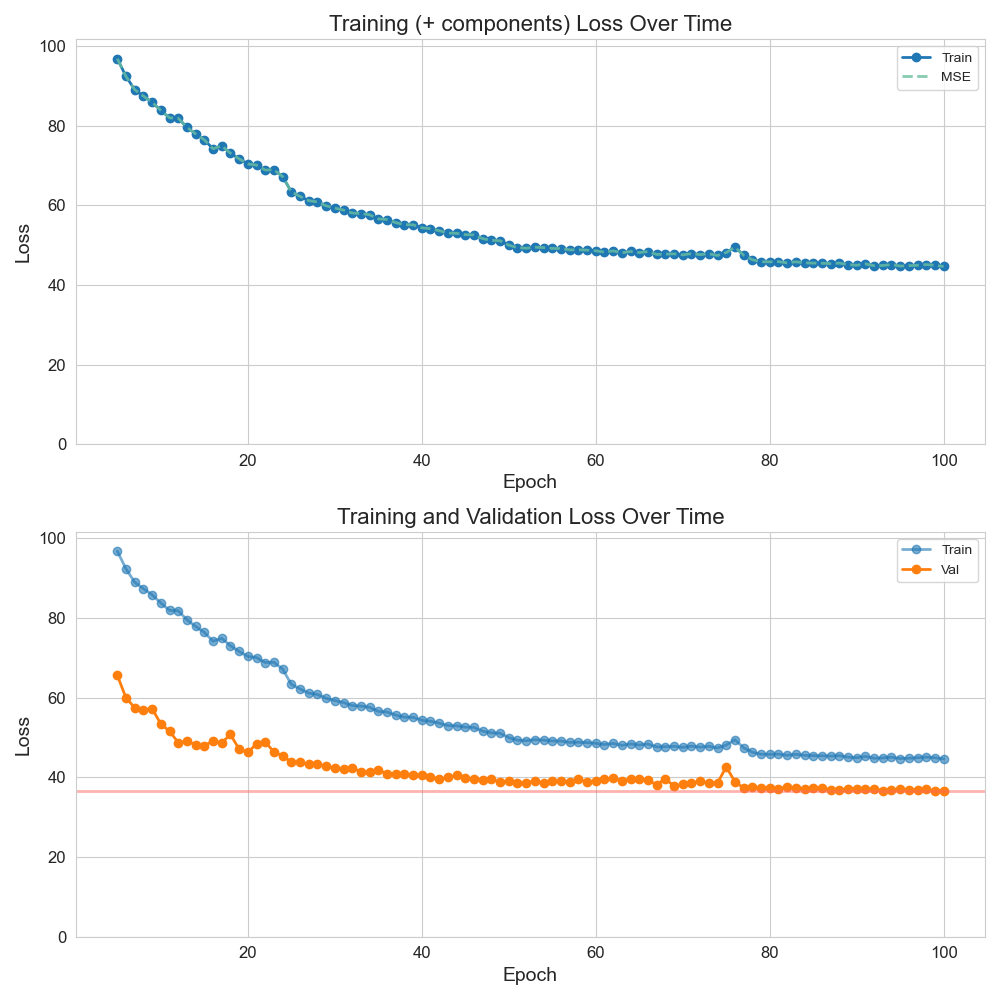 Training (+ components) Loss Over Time
100
80
60
40
20
0
Loss
Train
MSE
20 40 60 80 100
Epoch
Training and Validation Loss Over Time
100
80
60
40
20
0
Loss
Train
Val
20 40 60 80 100
Epoch